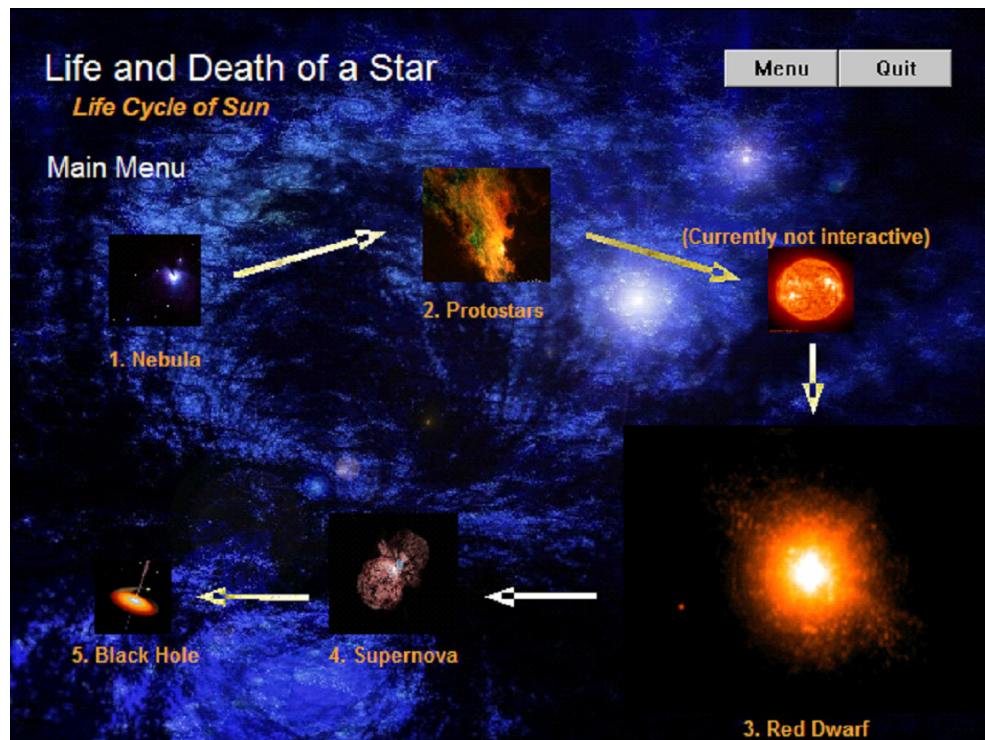 Life and Death of a Star
Life Cycle of Sun
Menu
Quit
Main Menu
(Currently not interactive)
2. Protostars
1. Nebula
5. Black Hole
4. Supernova
3. Red Dwarf